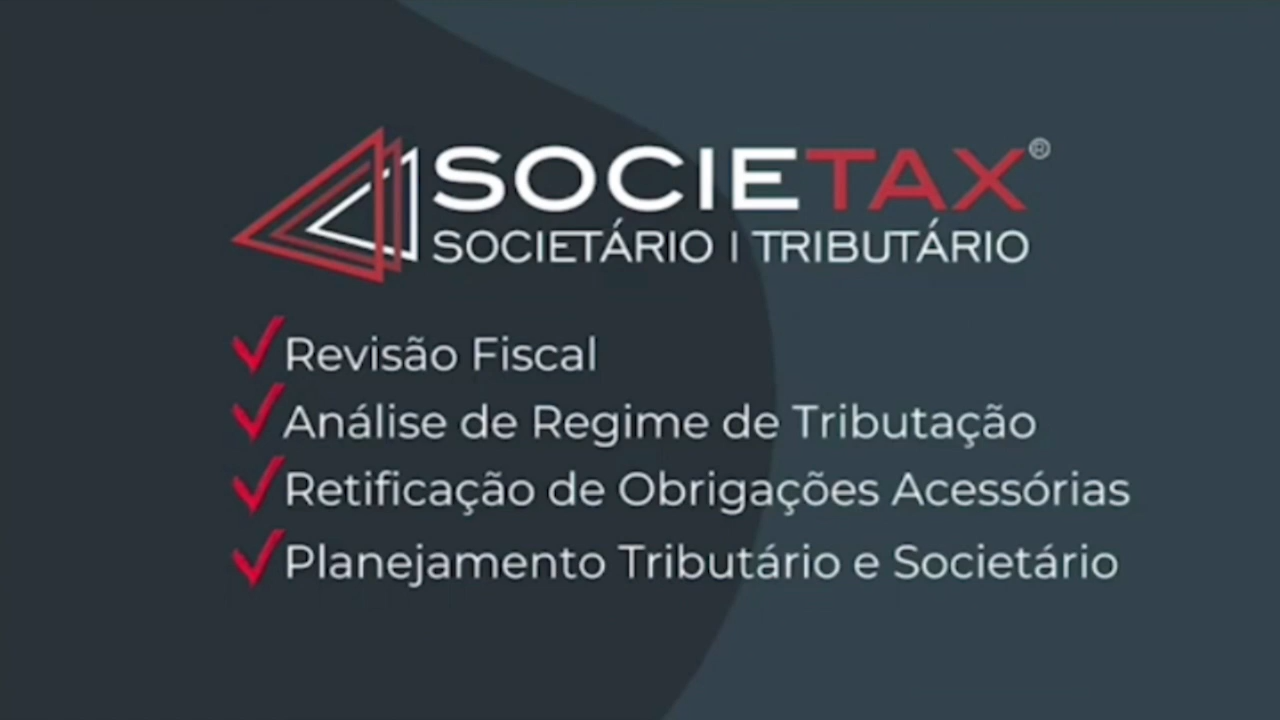 SOCIETAX®
SOCIETÁRIO | TRIBUTÁRIO
Revisão Fiscal
Análise de Regime de Tributação
Retificação de Obrigações Acessórias
Planejamento Tributário e Societário